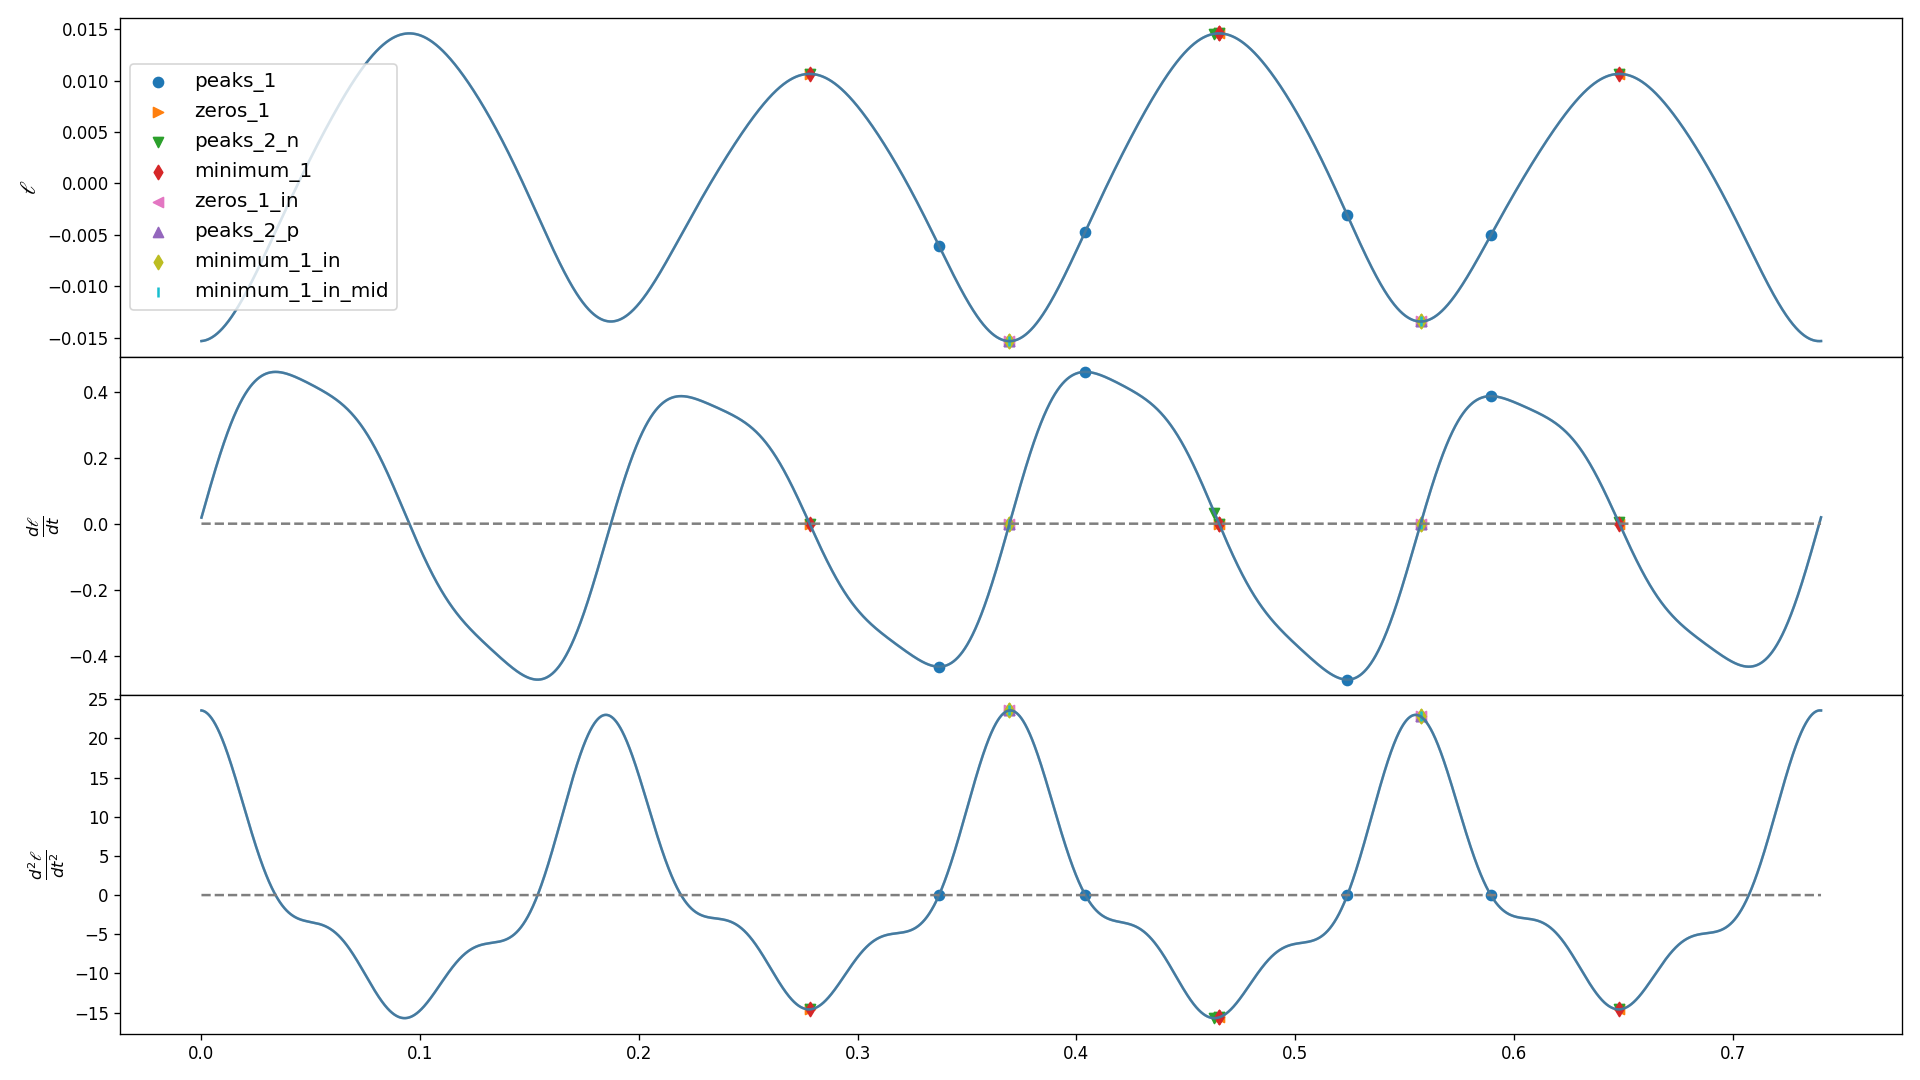 0.015
0.010
0.005
0.000
−0.005
−0.010
−0.015
ℓ
peaks_1
zeros_1
peaks_2_n
minimum_1
zeros_1_in
peaks_2_p
minimum_1_in
minimum_1_in_mid
0.4
0.2
0.0
−0.2
−0.4
dℓ
dt
25
20
15
10
5
0
−5
−10
−15
d²ℓ
dt²
0.0 0.1 0.2 0.3 0.4 0.5 0.6 0.7